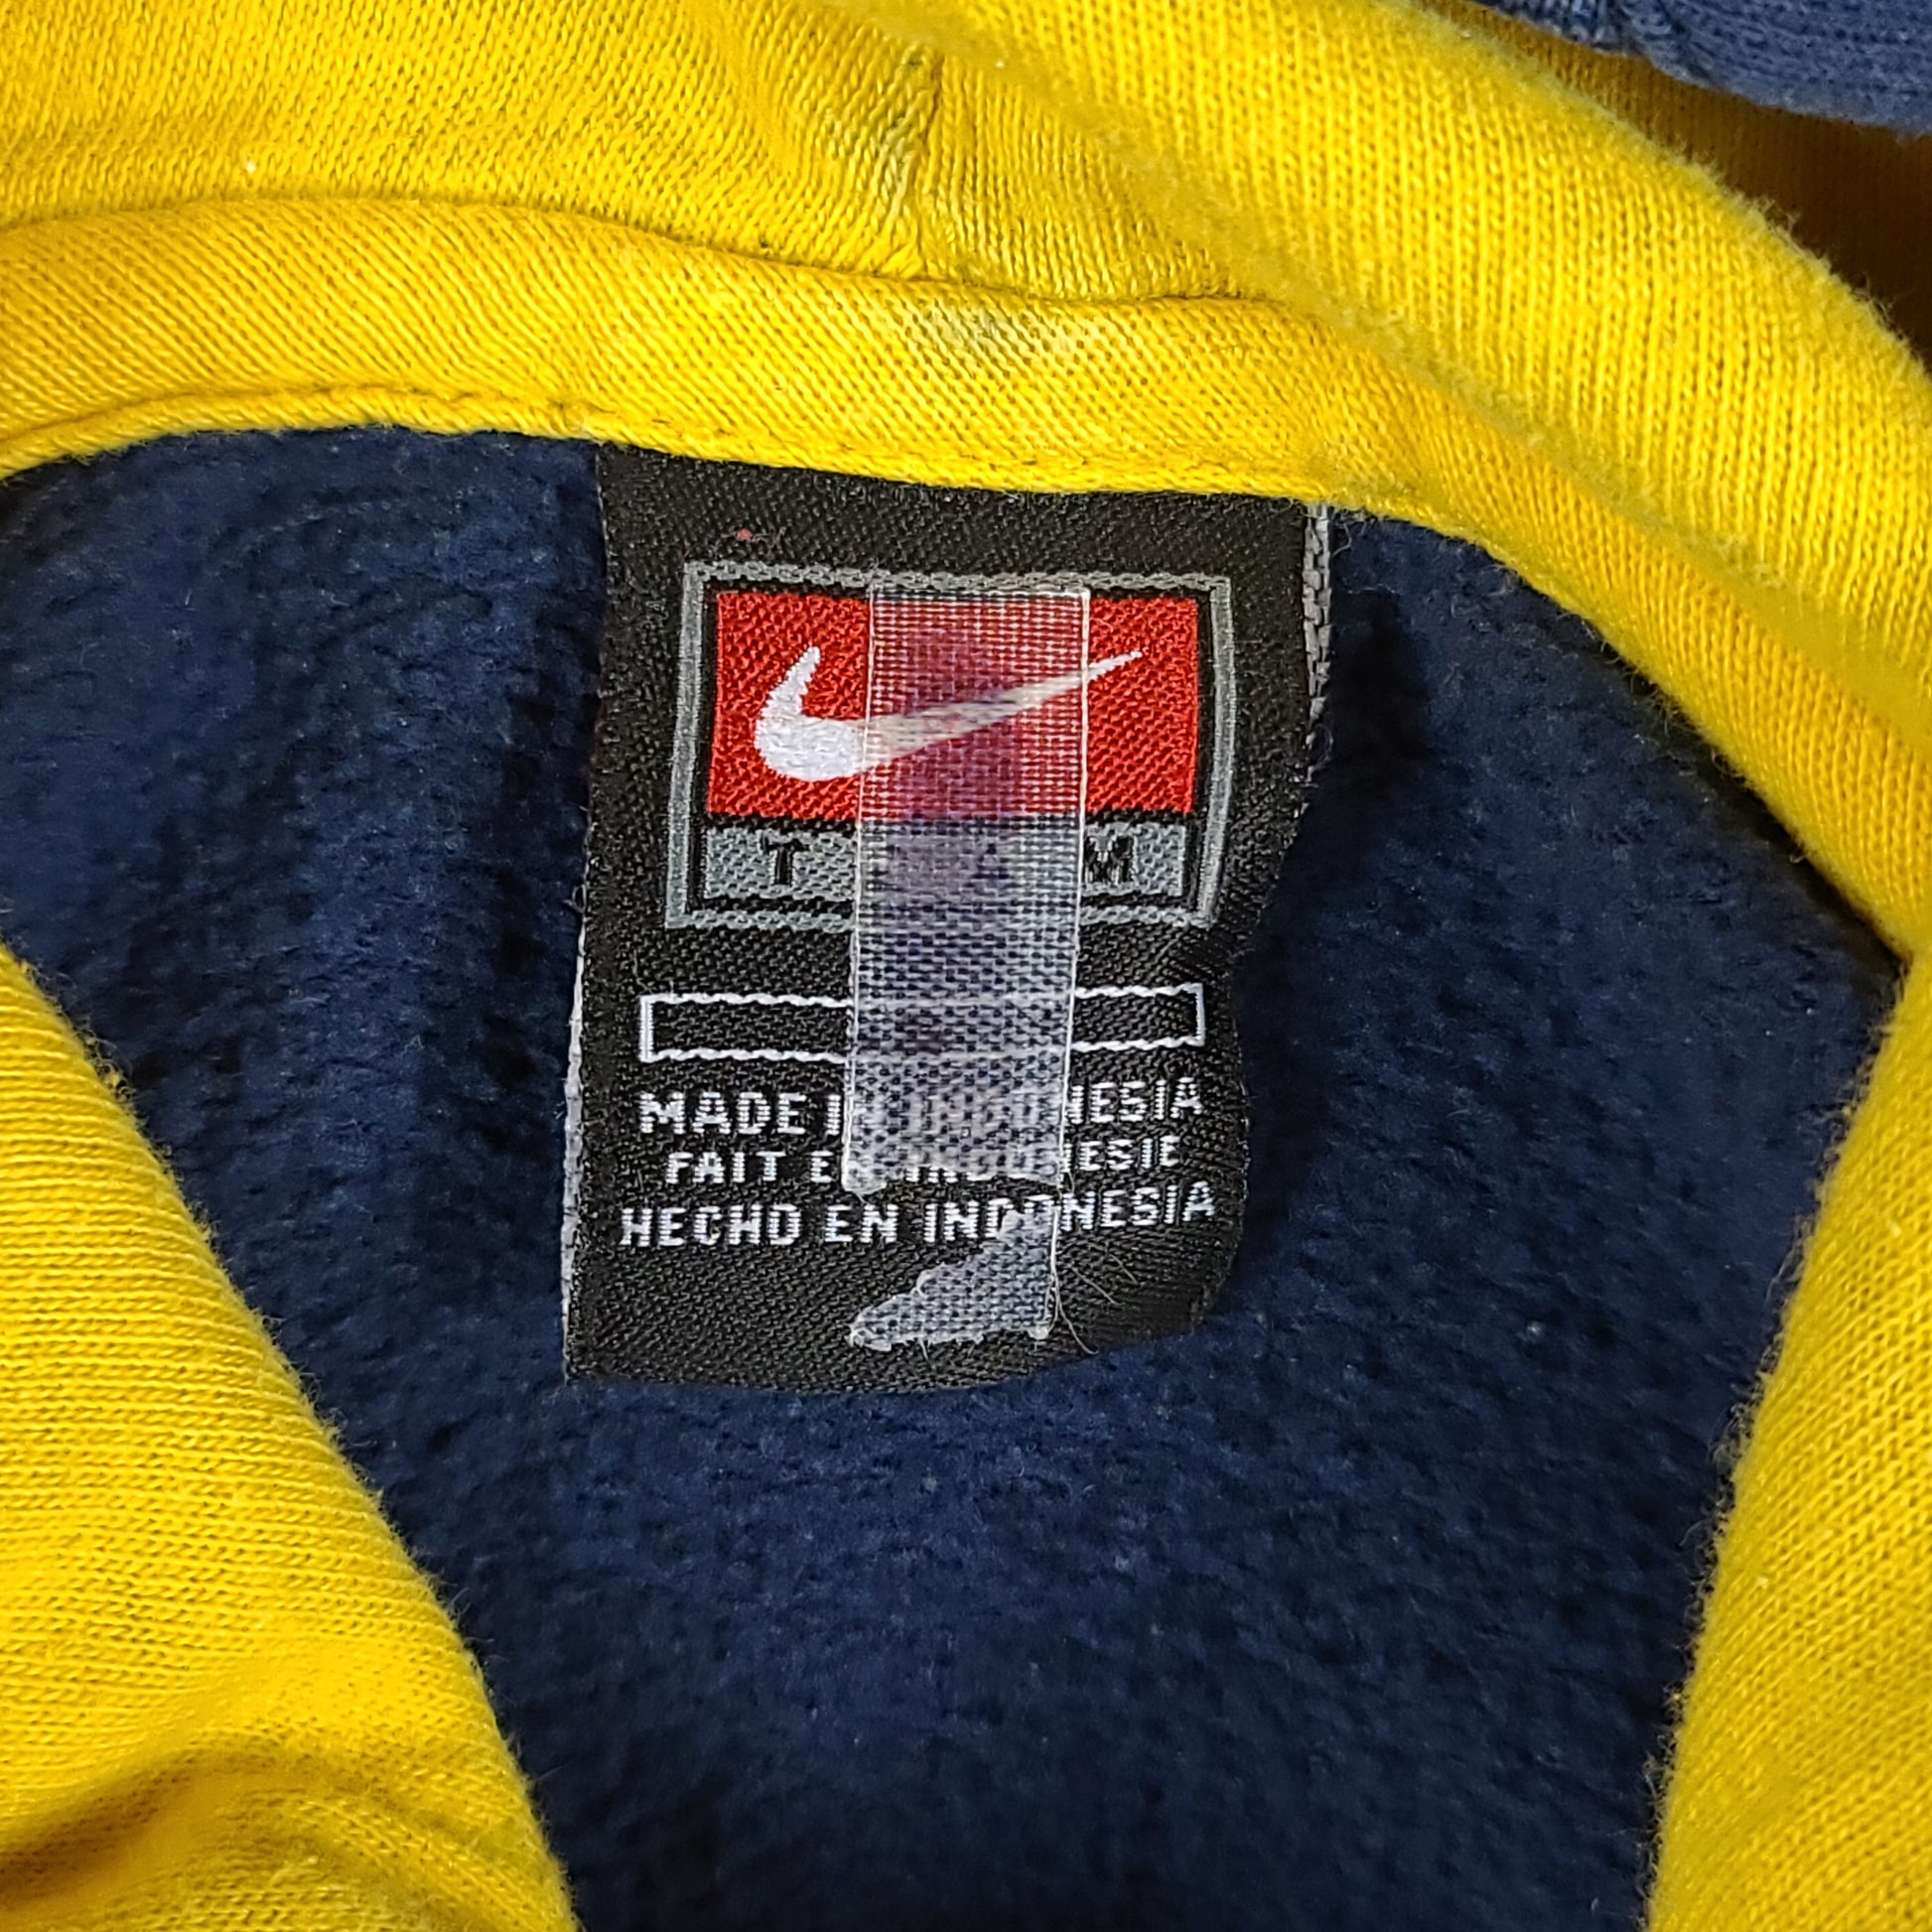 T M
MADE IN INDONESIA
FAIT EN INDONESIE
HECHO EN INDONESIA